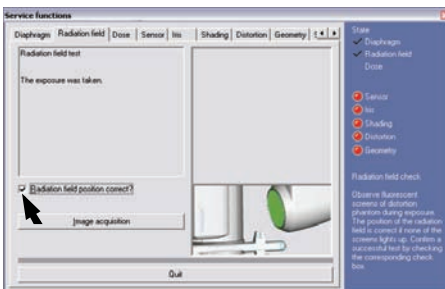 Service functions
Diaphragm Radiation field Dose Sensor Iris Shading Distortion Geometry
Radiation field test
The exposure was taken.
Radiation field position correct?
Image acquisition
Quit
State
Diaphragm
Radiation field
Dose
Sensor
Iris
Shading
Distortion
Geometry
Radiation field check
Observe fluorescent
screens of distortion
phantom during exposure.
The position of the radiation
field is correct if none of the
screens lights up. Confirm a
successful test by checking
the corresponding check
box.